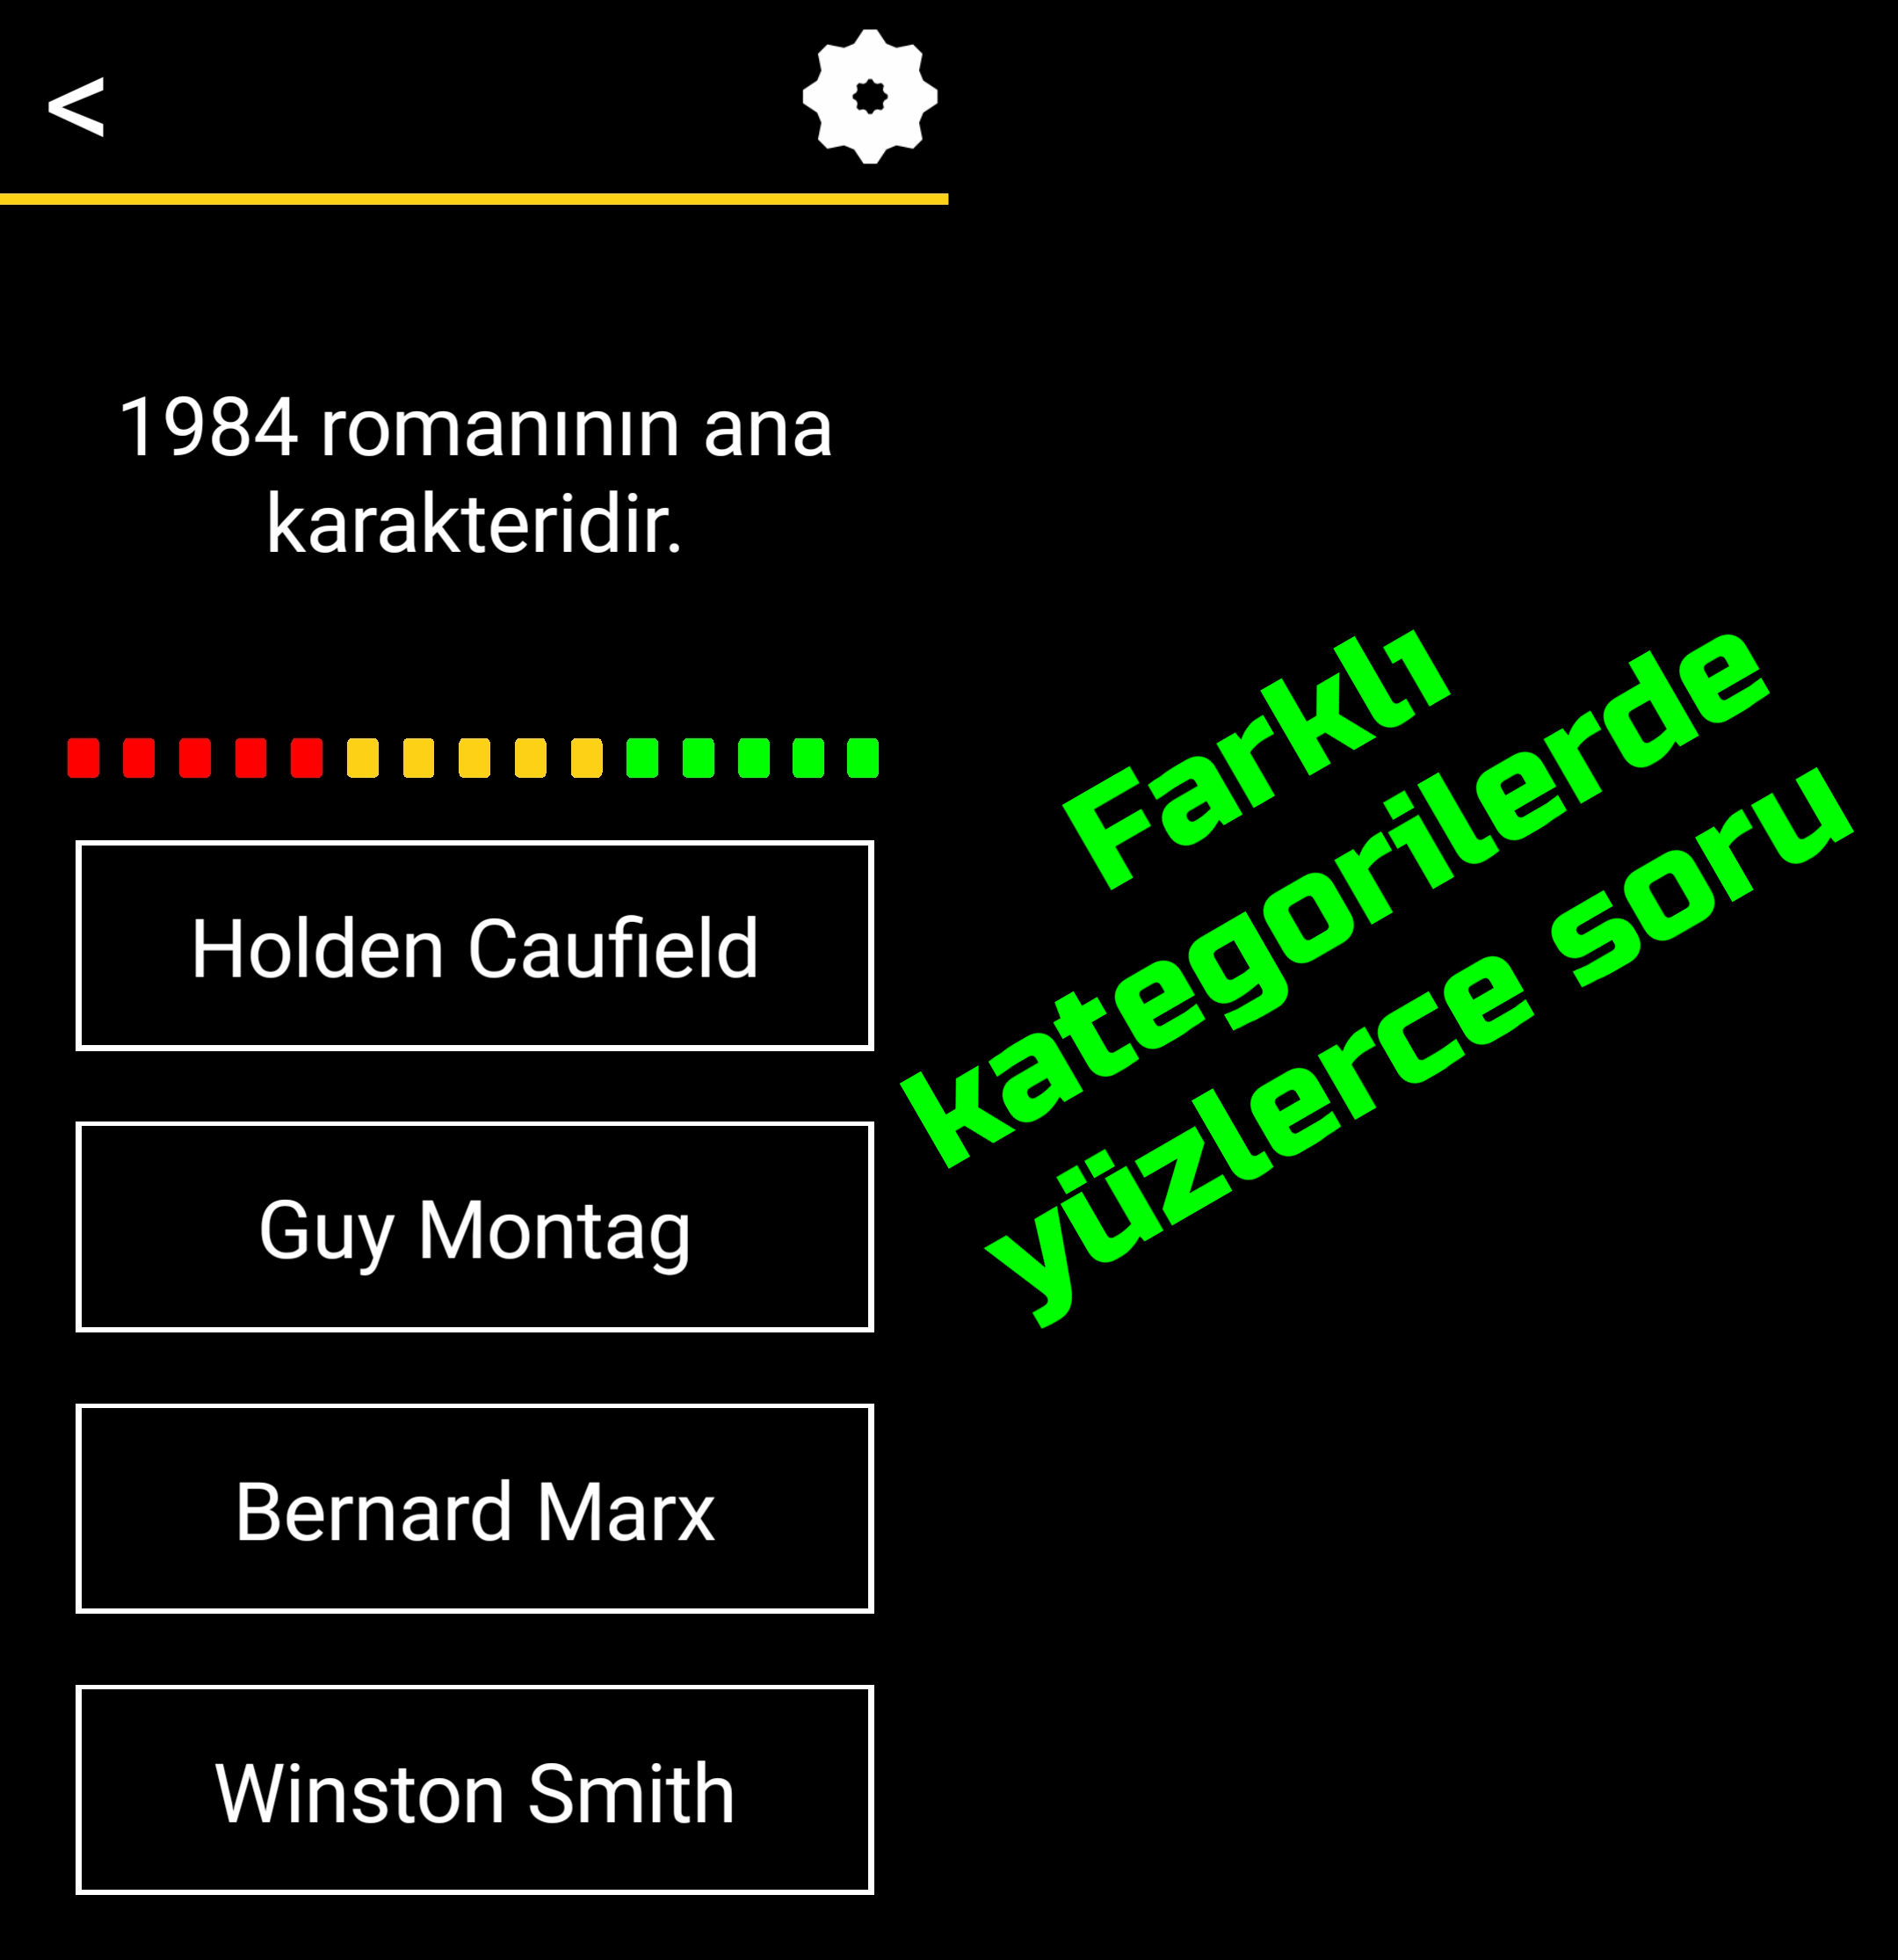 <
1984 romanının ana
karakteridir.
Holden Caufield
Guy Montag
Bernard Marx
Winston Smith
Farklı
kategorilerde
yüzlerce soru